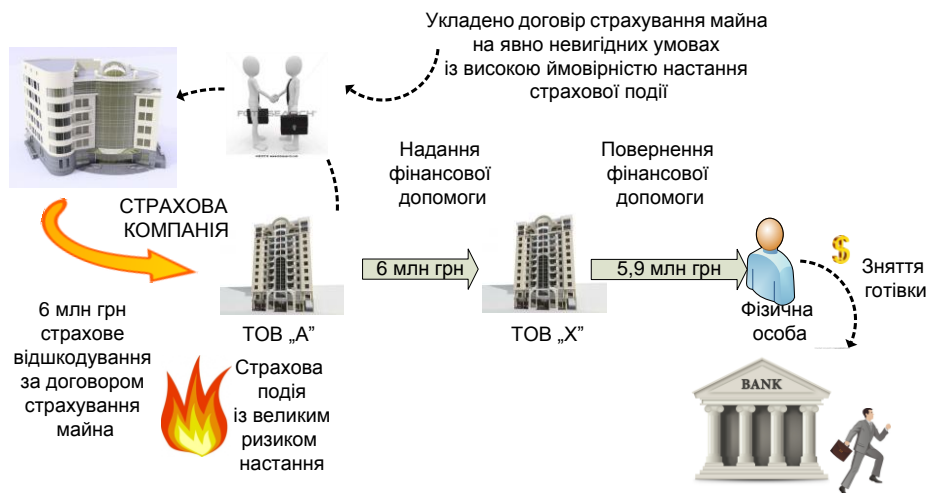 Укладено договір страхування майна
на явно невигідних умовах
із високою ймовірністю настання
страхової події
Надання
фінансової
допомоги
Повернення
фінансової
допомоги
СТРАХОВА
КОМПАНІЯ
6 млн грн
5,9 млн грн
$
Зняття
готівки
6 млн грн
страхове
відшкодування
за договором
страхування
майна
ТОВ „А”
ТОВ „Х”
Фізична
особа
Страхова
подія
із великим
ризиком
настання
BANK